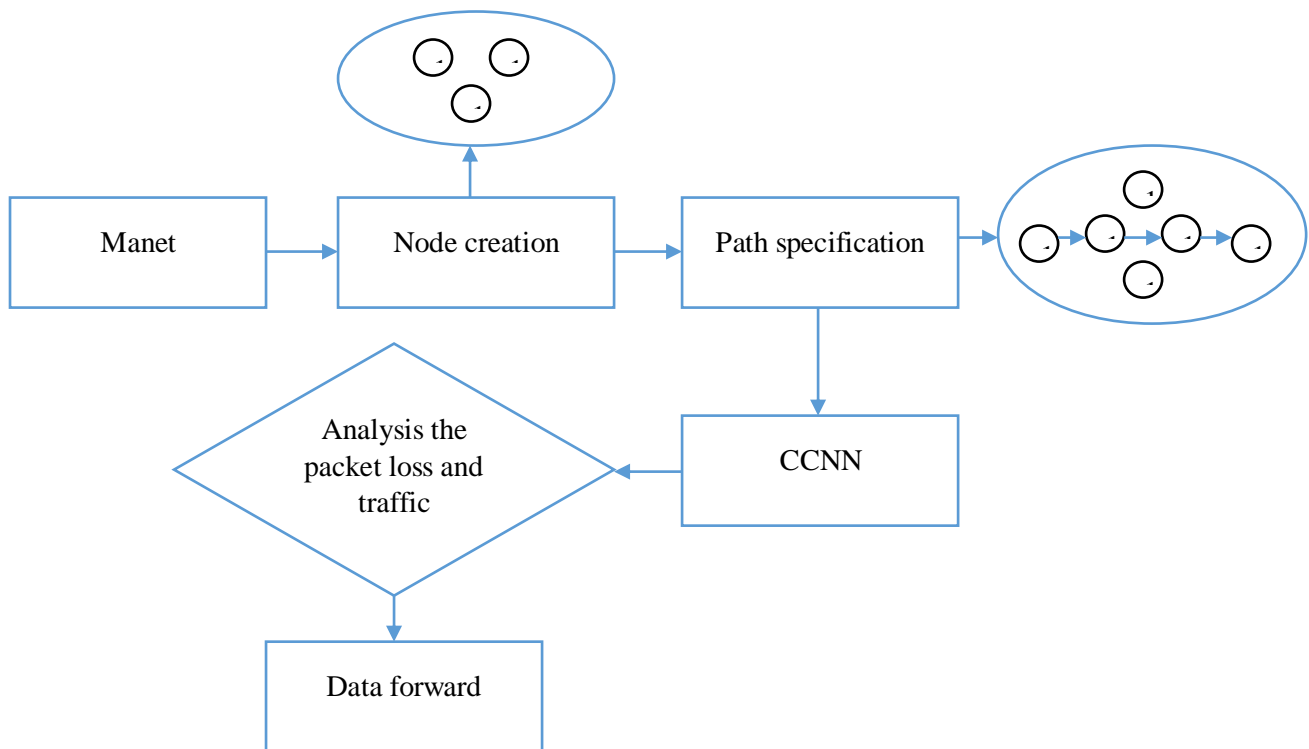 Manet
Node creation
Path specification
Analysis the
packet loss and
traffic
CCNN
Data forward